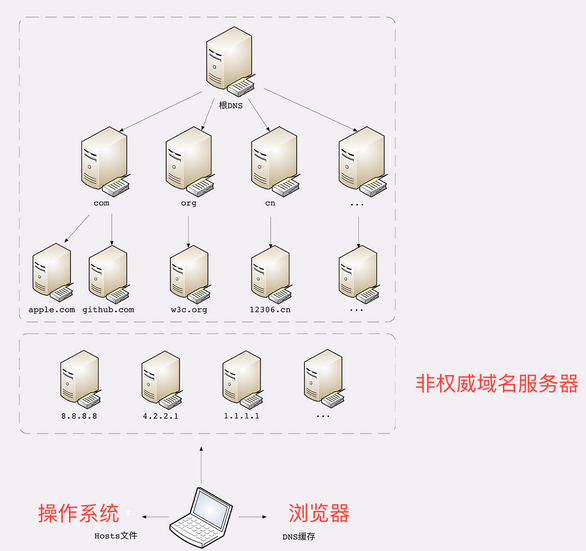 根DNS
com org cn ...
apple.com github.com w3c.org 12306.cn ...
非权威域名服务器
8.8.8.8 4.2.2.1 1.1.1.1 ...
操作系统 浏览器
Hosts文件 DNS缓存